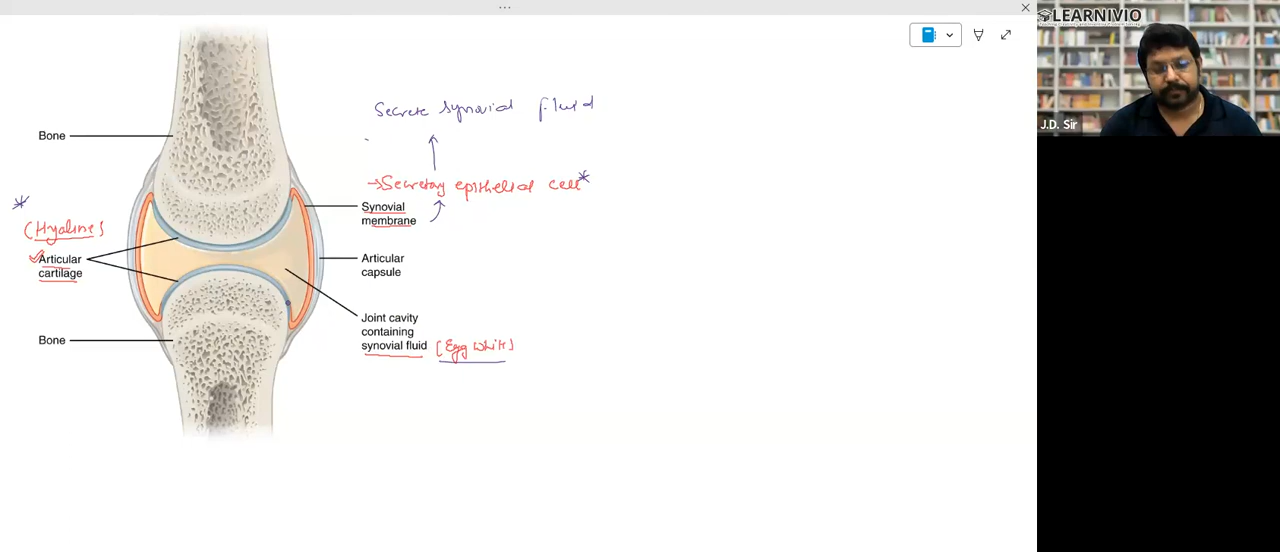 LEARNIVIO
J.D. Sir
Secrete synovial fluid
→Secretory epithelial cell*
Bone
Synovial
membrane
*
(Hyaline)
Articular
cartilage
Articular
capsule
Joint cavity
containing
synovial fluid
[Egg white]
Bone